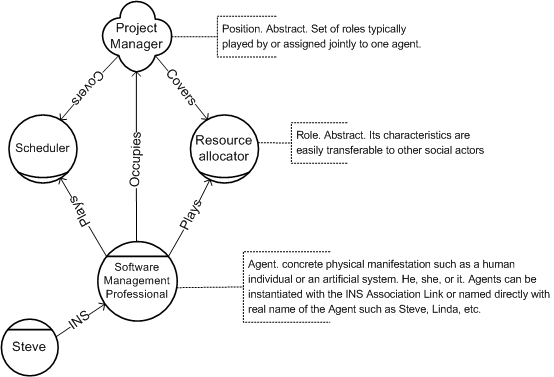 Project
Manager
Position. Abstract. Set of roles typically
played by or assigned jointly to one agent.
Covers
Covers
Scheduler
Occupies
Resource
allocator
Role. Abstract. Its characteristics are
easily transferable to other social actors
Plays
Plays
Software
Management
Professional
Agent. concrete physical manifestation such as a human
individual or an artificial system. He, she, or it. Agents can be
instantiated with the INS Association Link or named directly with
real name of the Agent such as Steve, Linda, etc.
INS
Steve